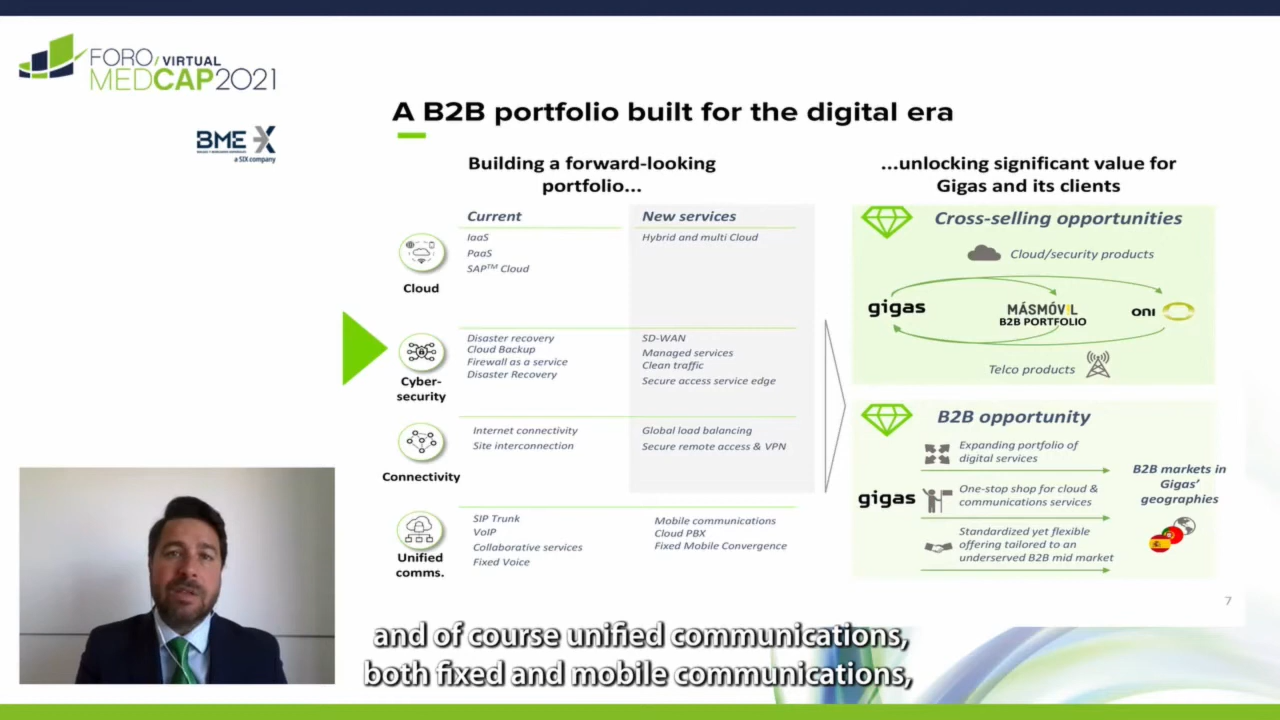 FORO/VIRTUAL
MEDCAP2021
BME X
a SIX company
A B2B portfolio built for the digital era
Building a forward-looking
portfolio...
...unlocking significant value for
Gigas and its clients
Current
New services
IaaS
PaaS
SAP™ Cloud
Hybrid and multi Cloud
Cloud
Disaster recovery
Cloud Backup
Firewall as a service
Disaster Recovery
SD-WAN
Managed services
Clean traffic
Secure access service edge
Cyber-
security
Internet connectivity
Site interconnection
Global load balancing
Secure remote access & VPN
Connectivity
SIP Trunk
VoIP
Collaborative services
Fixed Voice
Mobile communications
Cloud PBX
Fixed Mobile Convergence
Unified
comms.
Cross-selling opportunities
Cloud/security products
gigas
MÁSMÓVIL
B2B PORTFOLIO
oni
Telco products
B2B opportunity
Expanding portfolio of
digital services
gigas
One-stop shop for cloud &
communications services
Standardized yet flexible
offering tailored to an
underserved B2B mid market
B2B markets in
Gigas’
geographies
7
and of course unified communications,
both fixed and mobile communications,